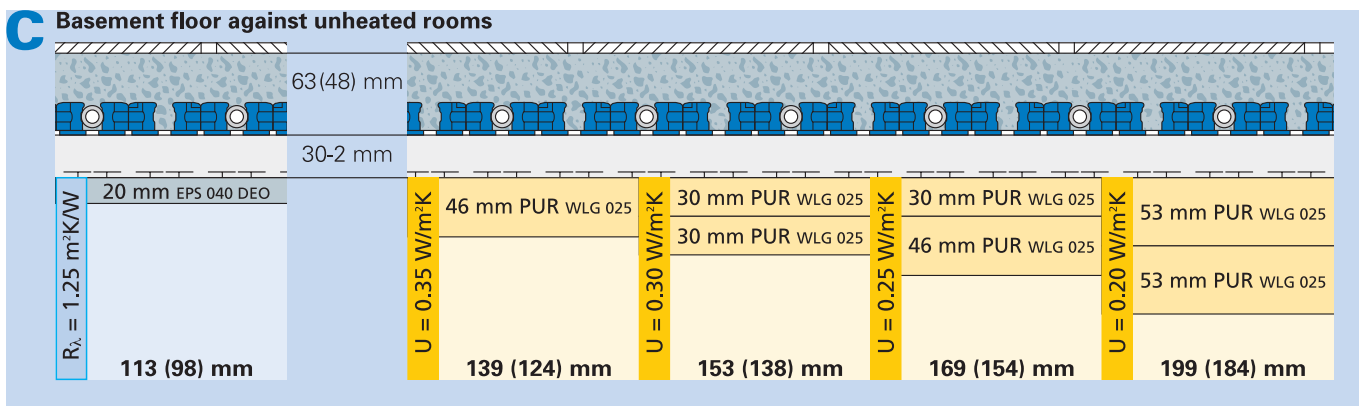 C
Basement floor against unheated rooms
63(48) mm
30-2 mm
Rλ = 1.25 m²K/W
20 mm EPS 040 DEO
113 (98) mm
U = 0.35 W/m²K
46 mm PUR WLG 025
139 (124) mm
U = 0.30 W/m²K
30 mm PUR WLG 025
30 mm PUR WLG 025
153 (138) mm
U = 0.25 W/m²K
30 mm PUR WLG 025
46 mm PUR WLG 025
169 (154) mm
U = 0.20 W/m²K
53 mm PUR WLG 025
53 mm PUR WLG 025
199 (184) mm